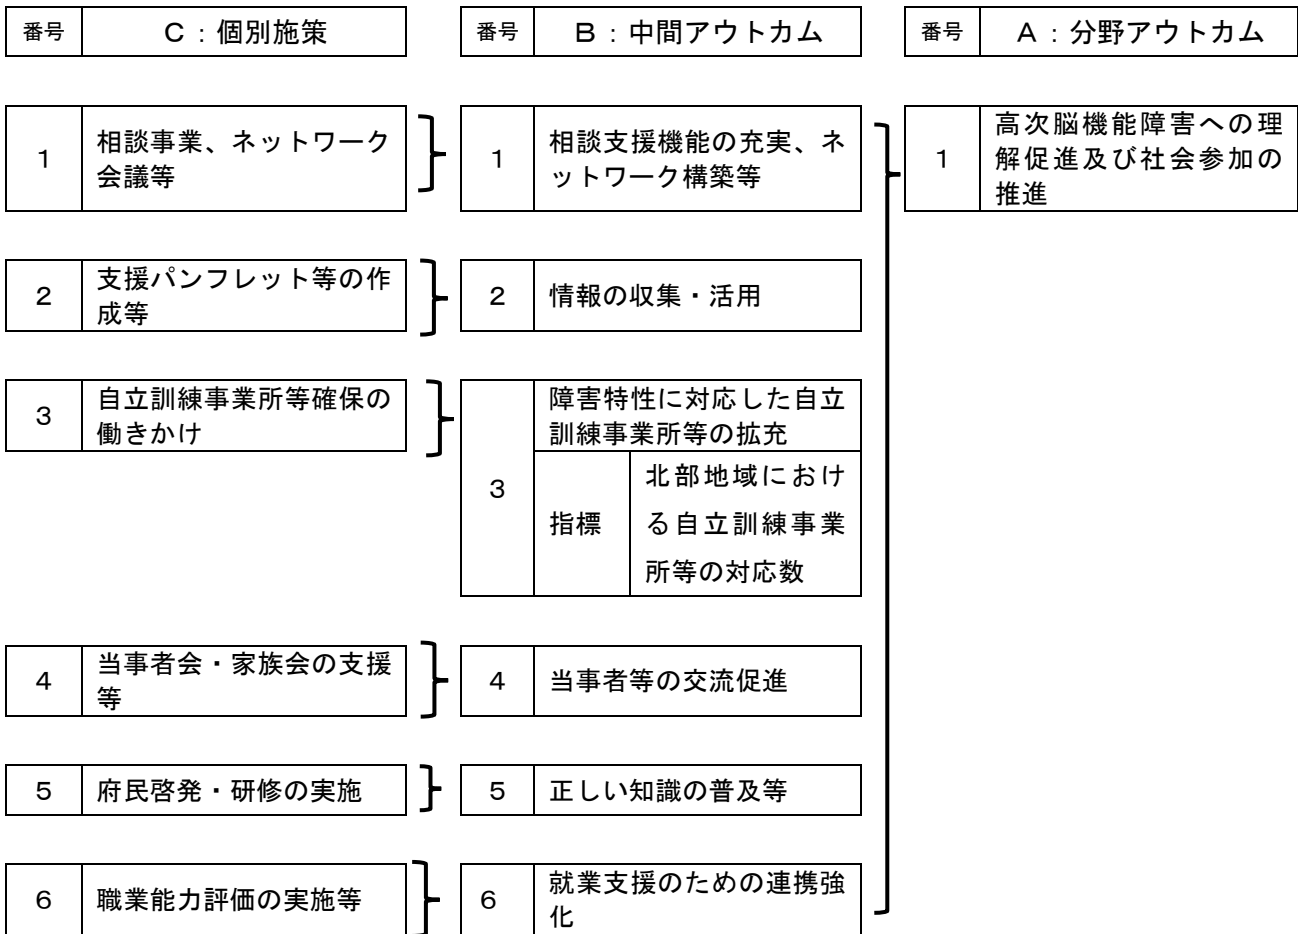 番号 C:個別施策 番号 B:中間アウトカム 番号 A:分野アウトカム
1
相談事業、ネットワーク
会議等
1
相談支援機能の充実、ネ
ットワーク構築等
1
高次脳機能障害への理
解促進及び社会参加の
推進
2
支援パンフレット等の作
成等
2
情報の収集・活用
3
自立訓練事業所等確保の
働きかけ
3
障害特性に対応した自立
訓練事業所等の拡充
指標
北部地域におけ
る自立訓練事業
所等の対応数
4
当事者会・家族会の支援
等
4
当事者等の交流促進
5
府民啓発・研修の実施
5
正しい知識の普及等
6
職業能力評価の実施等
6
就業支援のための連携強
化